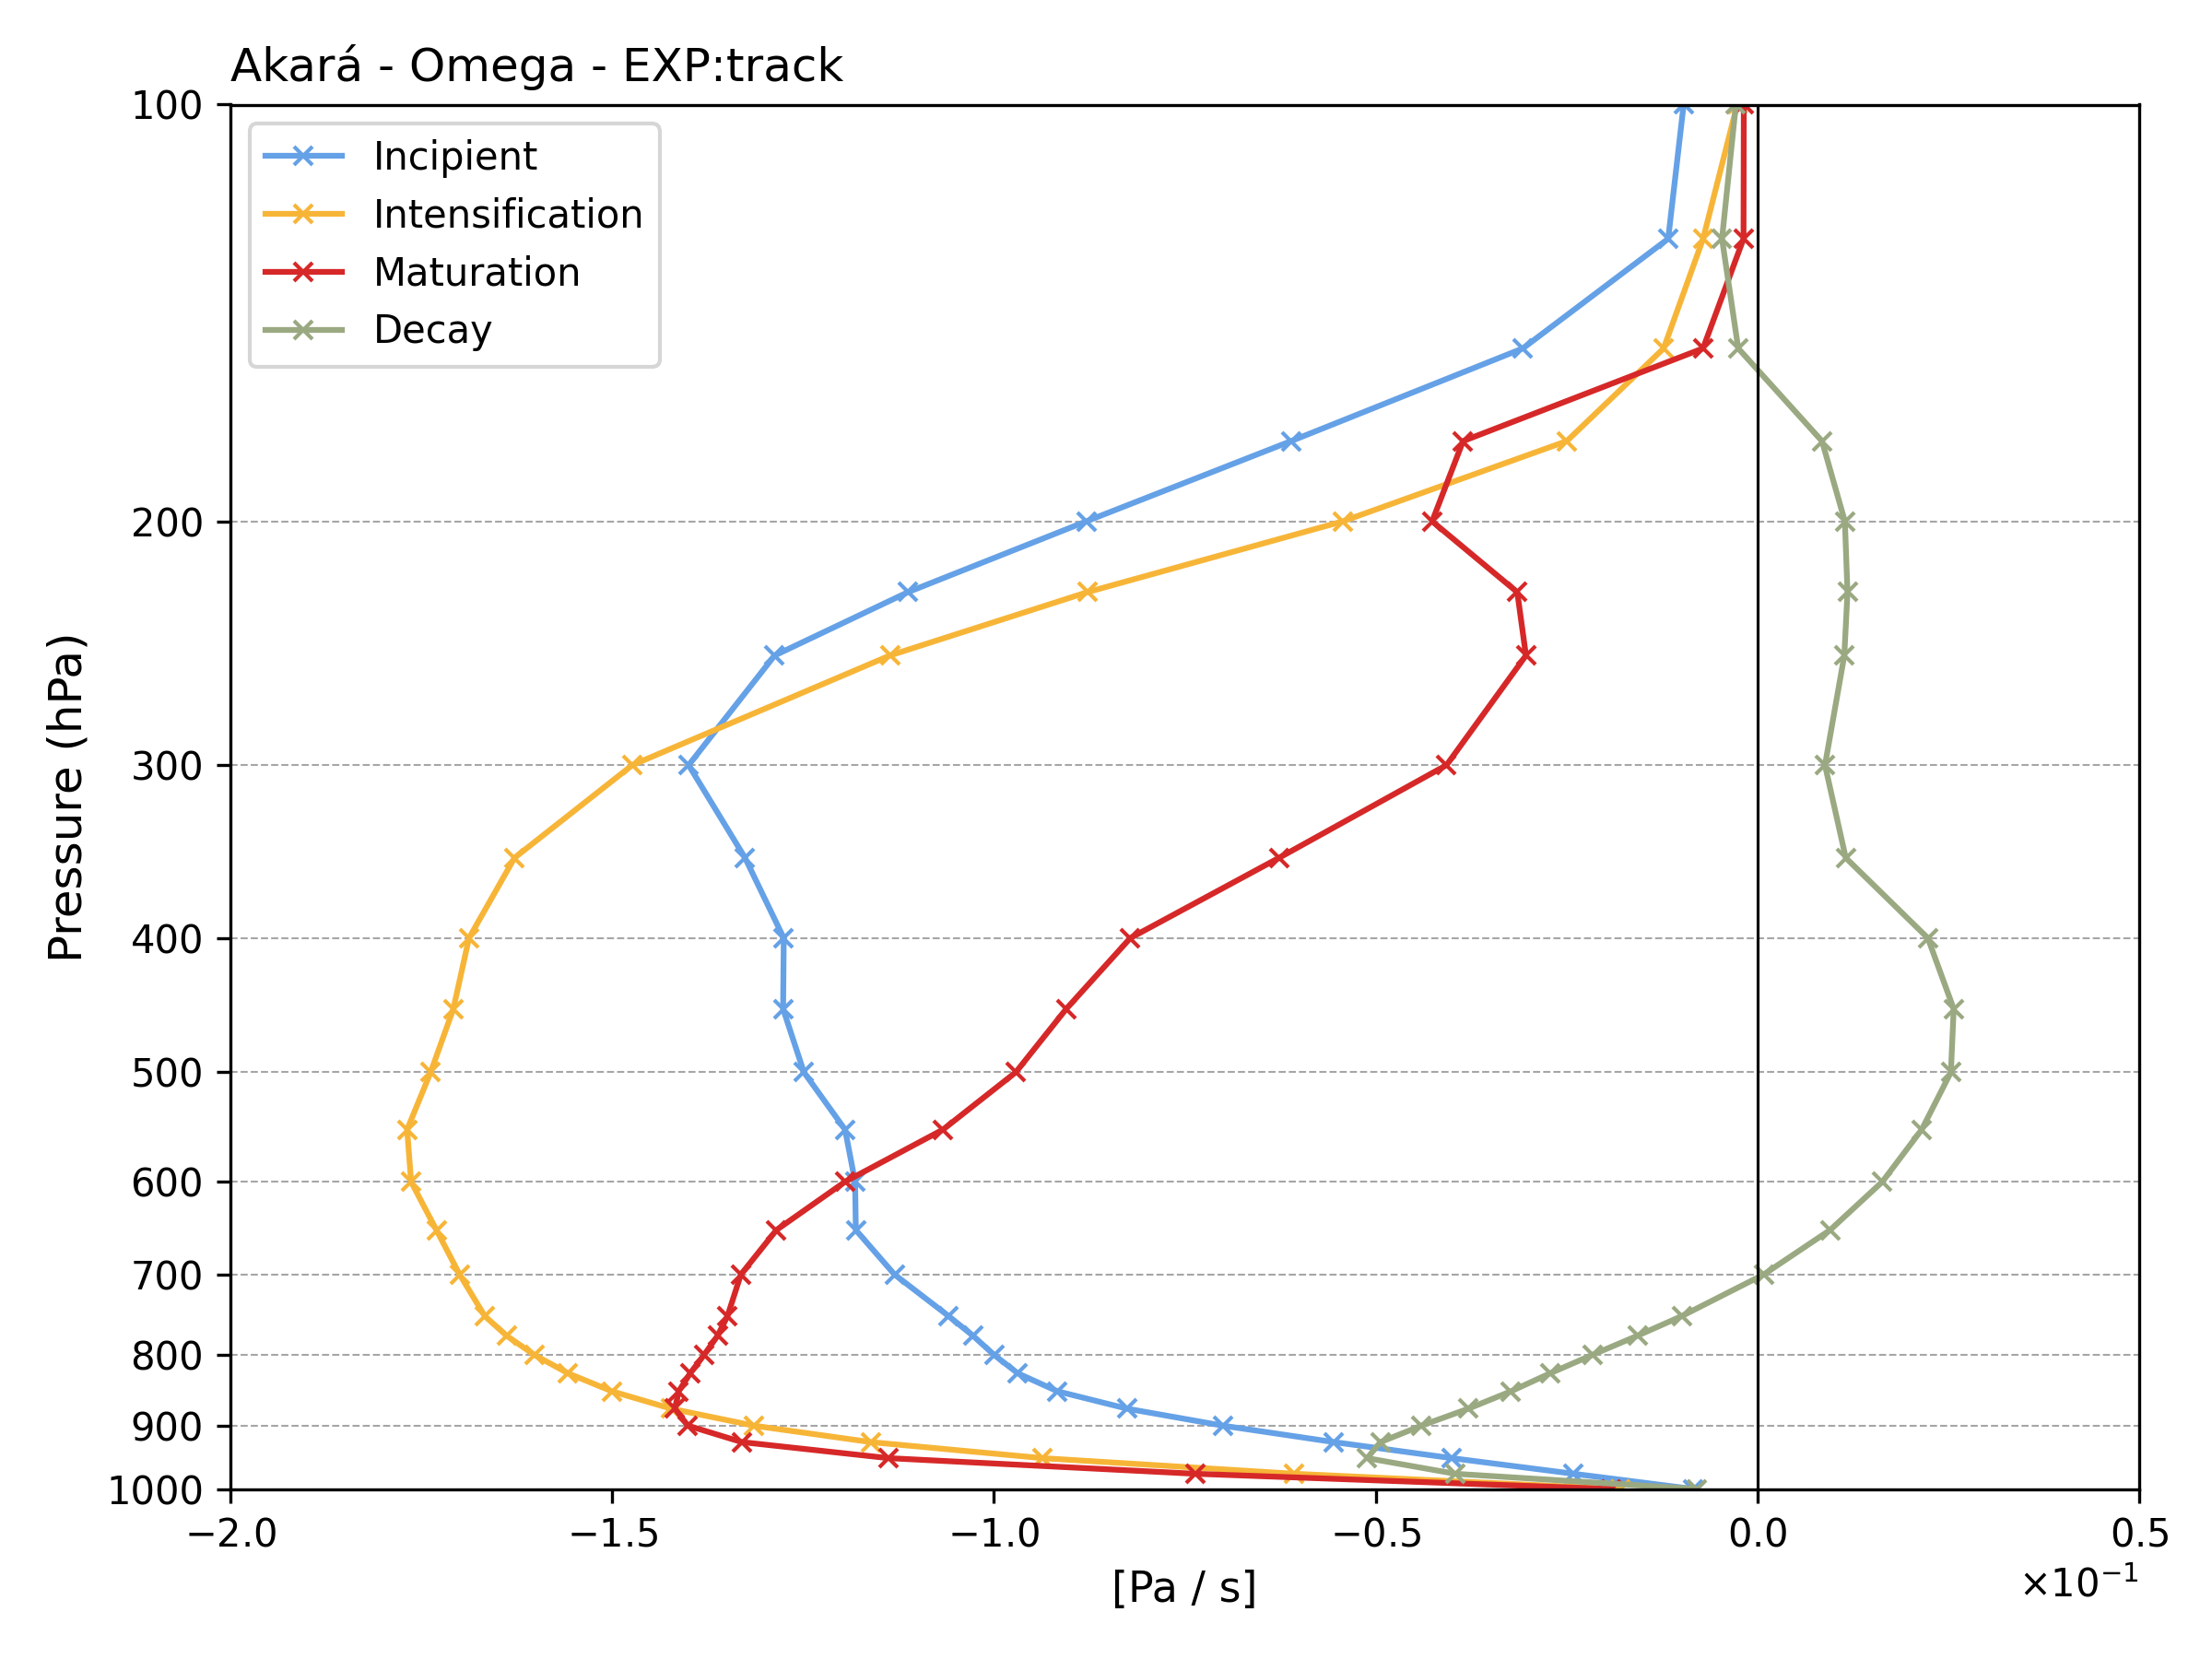 Akará - Omega - EXP:track
Incipient
Intensification
Maturation
Decay
Pressure (hPa)
100
200
300
400
500
600
700
800
900
1000
−2.0 −1.5 −1.0 −0.5 0.0 0.5
×10⁻¹
[Pa / s]